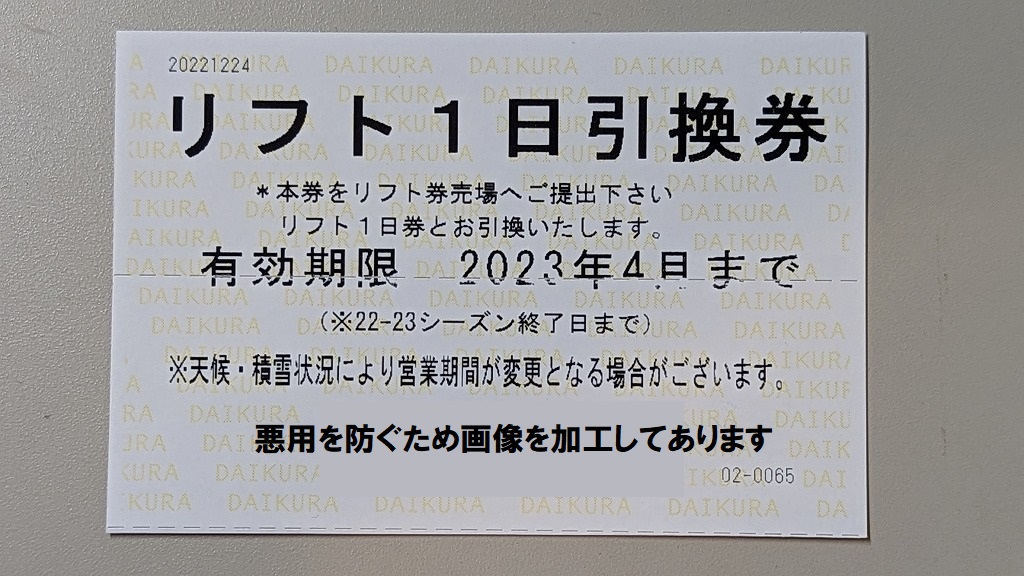 20221224
リフト１日引換券
＊本券をリフト券売場へご提出下さい
リフト１日券とお引換いたします。
有効期限　2023年4月まで
（※22-23シーズン終了日まで）
※天候・積雪状況により営業期間が変更となる場合がございます。
悪用を防ぐため画像を加工してあります
02-0065
DAIKURA